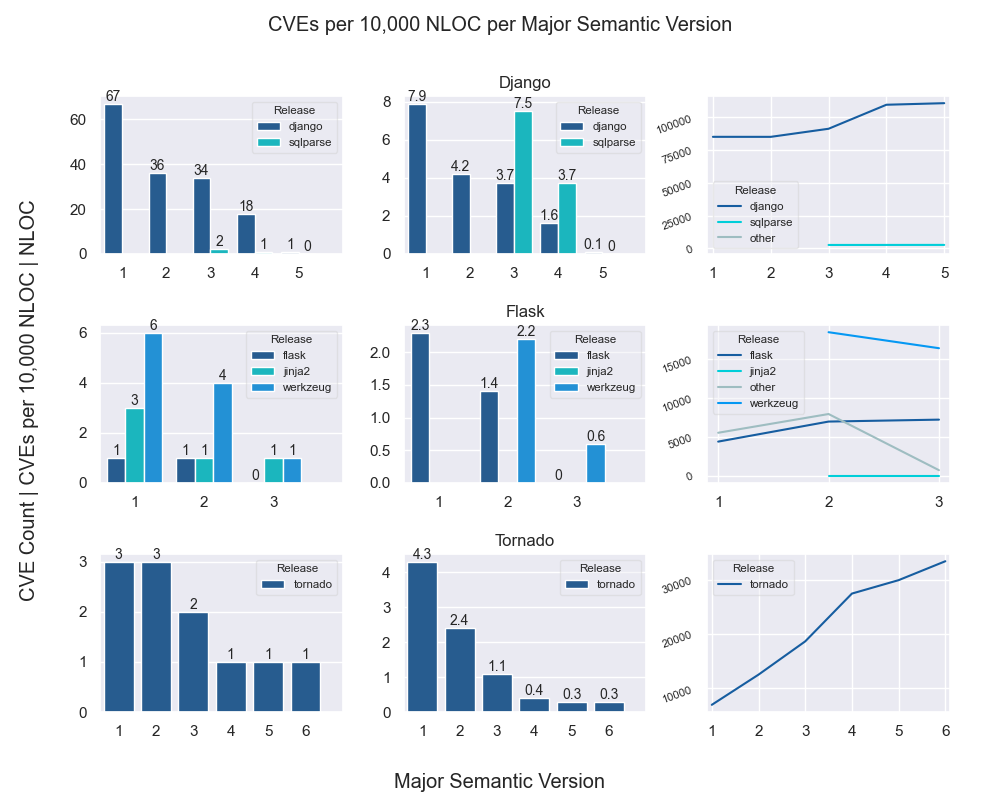 CVEs per 10,000 NLOC per Major Semantic Version
CVE Count | CVEs per 10,000 NLOC | NLOC
67
36
34
2
18
1
1
0
60
40
20
0
Release
django
sqlparse
1 2 3 4 5
Django
7.9
4.2
3.7
7.5
1.6
3.7
0.1
0
8
6
4
2
0
Release
django
sqlparse
1 2 3 4 5
100000
75000
50000
25000
0
Release
django
sqlparse
other
1 2 3 4 5
1
3
6
1
1
4
0
1
1
6
4
2
0
Release
flask
jinja2
werkzeug
1 2 3
Flask
2.3
1.4
2.2
0
0.6
2.0
1.5
1.0
0.5
0.0
Release
flask
jinja2
werkzeug
1 2 3
15000
10000
5000
0
Release
flask
jinja2
other
werkzeug
1 2 3
3
3
2
1
1
1
3
2
1
0
Release
tornado
1 2 3 4 5 6
Tornado
4.3
2.4
1.1
0.4
0.3
0.3
4
3
2
1
0
Release
tornado
1 2 3 4 5 6
30000
20000
10000
Release
tornado
1 2 3 4 5 6
Major Semantic Version